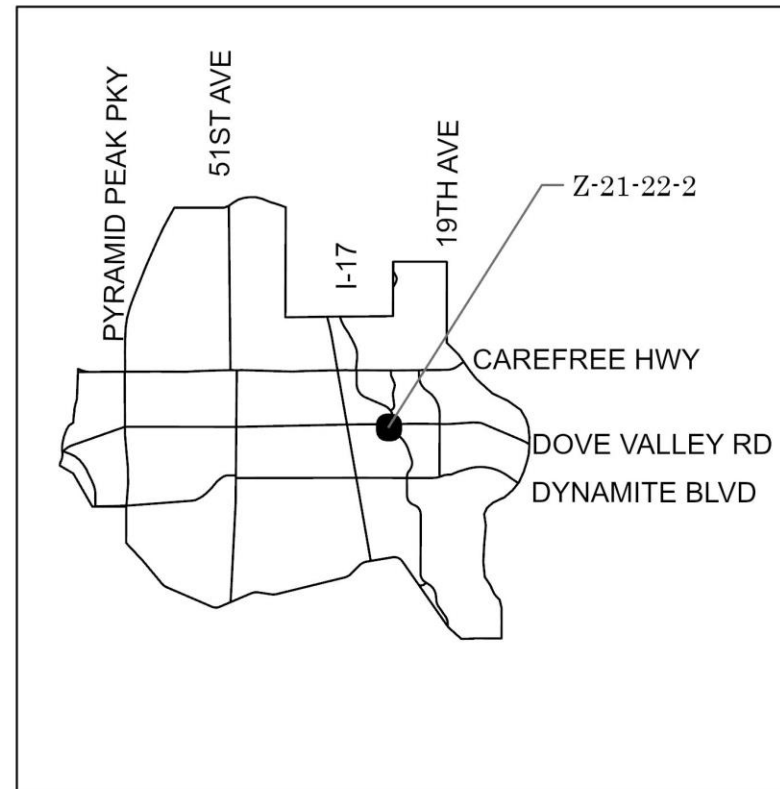 PYRAMID PEAK PKY
51ST AVE
I-17
19TH AVE
Z-21-22-2
CAREFREE HWY
DOVE VALLEY RD
DYNAMITE BLVD